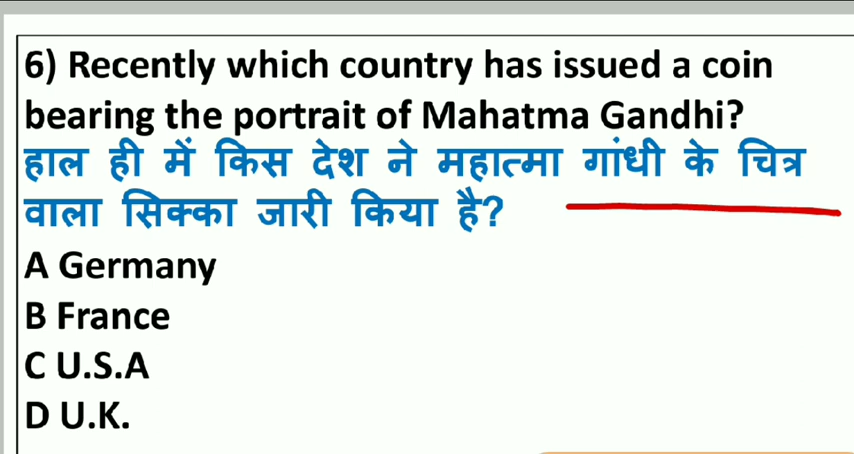 6) Recently which country has issued a coin
bearing the portrait of Mahatma Gandhi?
हाल ही में किस देश ने महात्मा गांधी के चित्र
वाला सिक्का जारी किया है?
A Germany
B France
C U.S.A
D U.K.